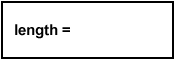 length =